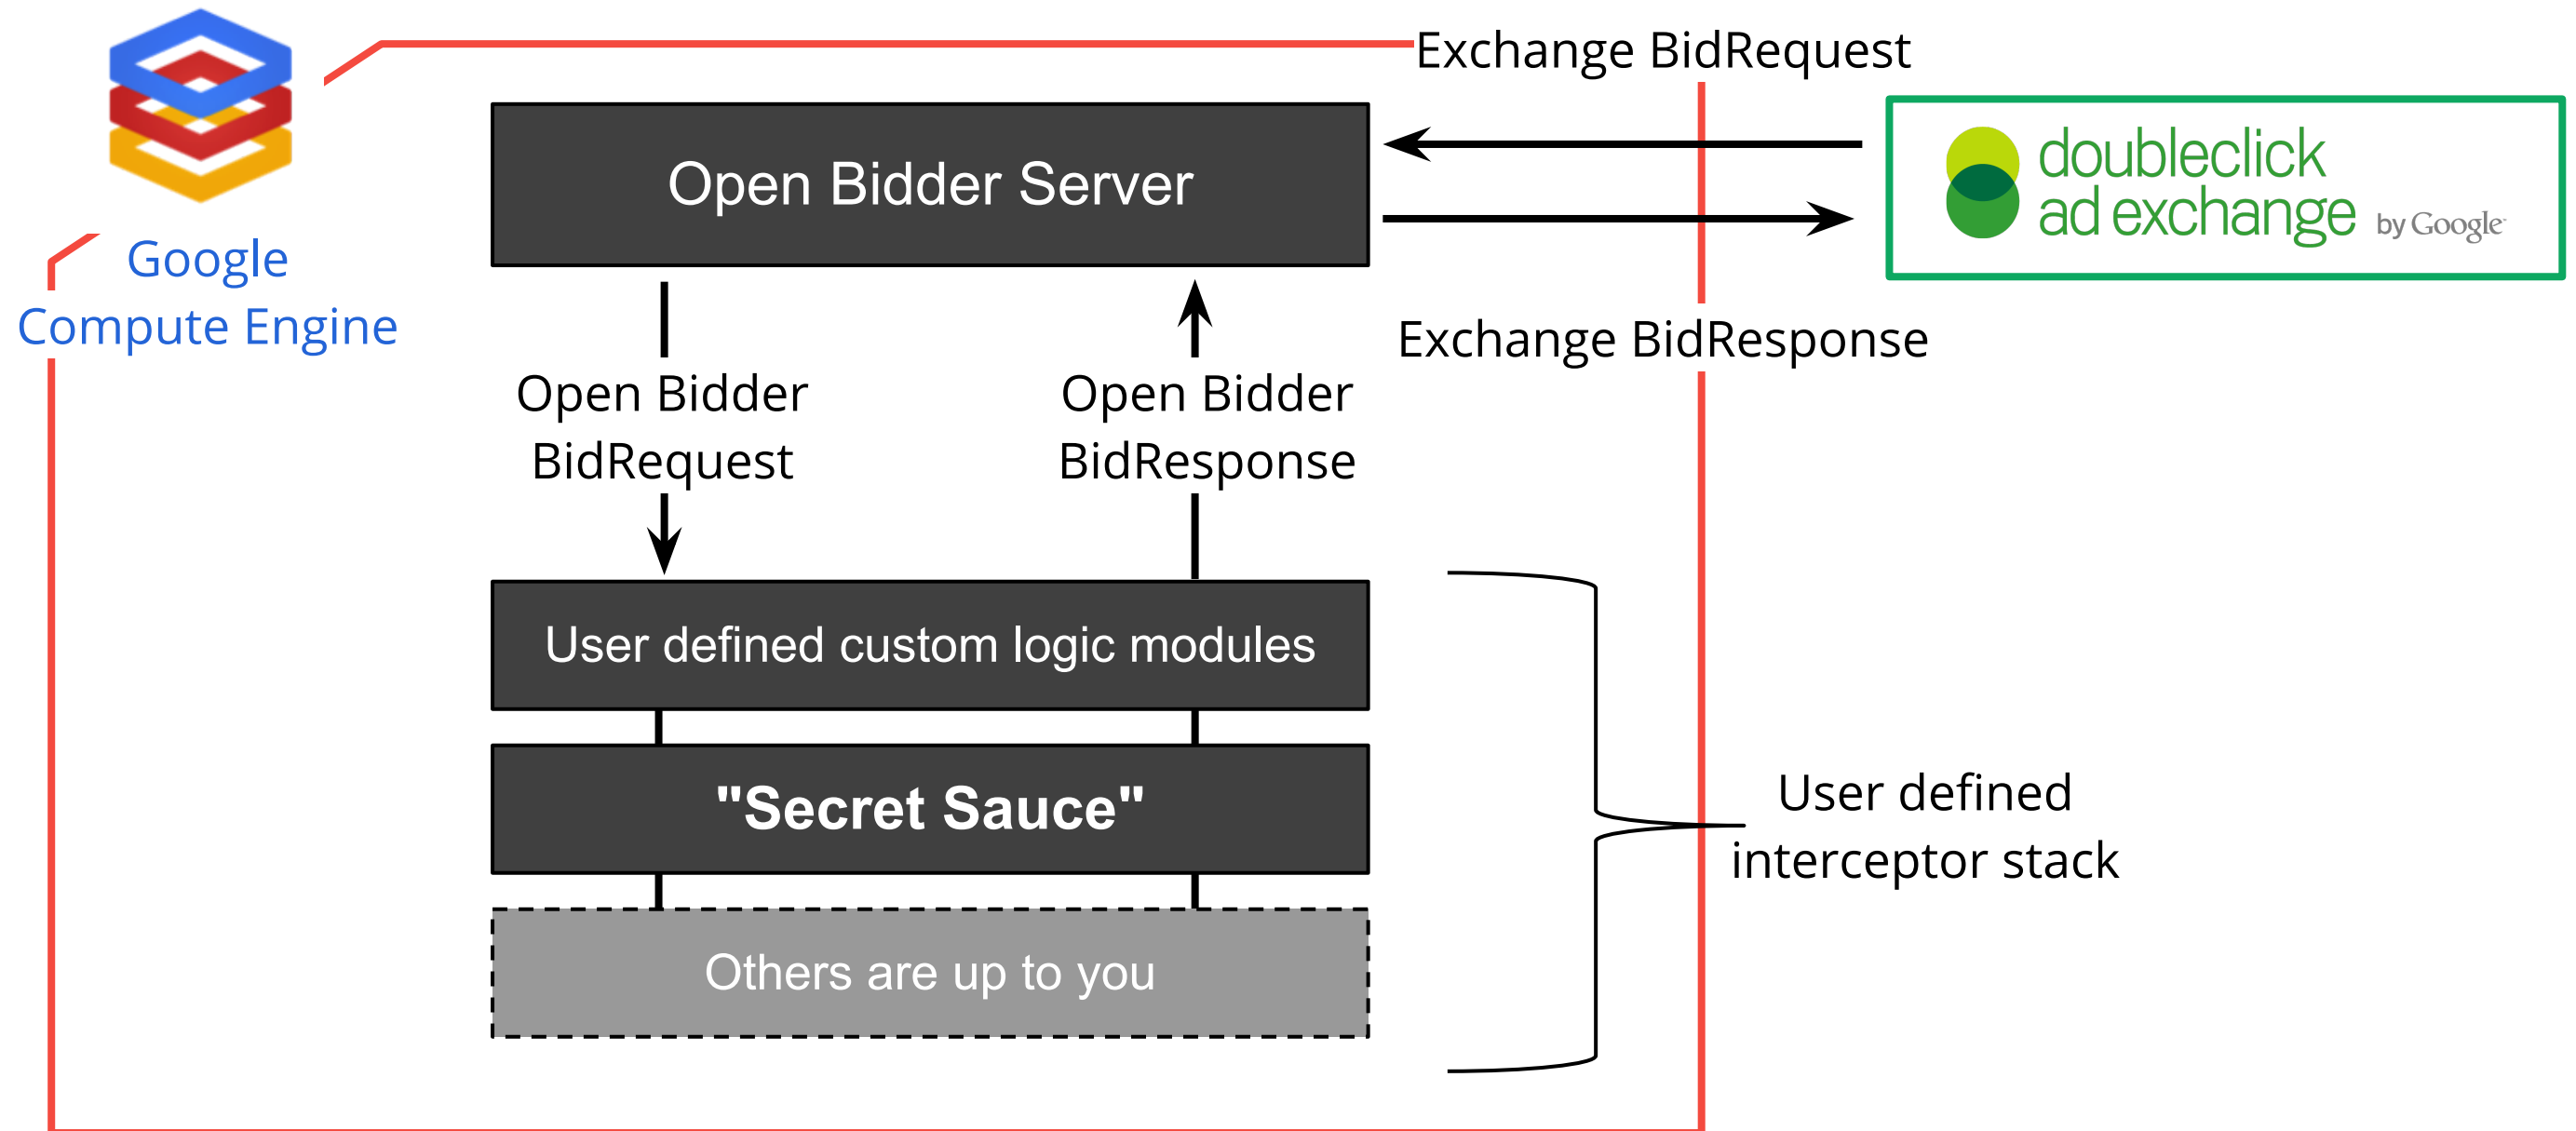 Exchange BidRequest
Google
Compute Engine
Open Bidder Server
doubleclick
ad exchange by Google
Exchange BidResponse
Open Bidder
BidRequest
Open Bidder
BidResponse
User defined custom logic modules
"Secret Sauce"
Others are up to you
User defined
interceptor stack